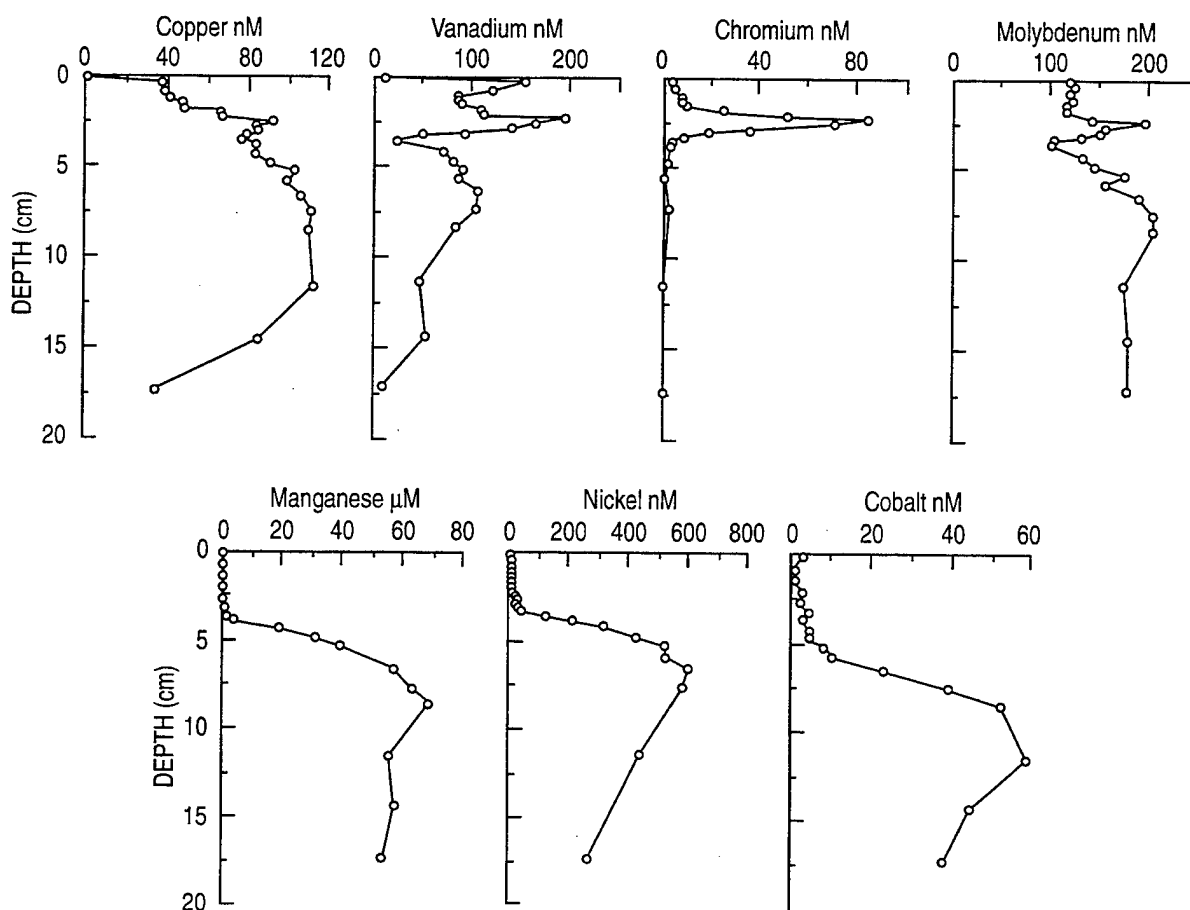 Copper nM
Vanadium nM
Chromium nM
Molybdenum nM
0 40 80 120
0 100 200
0 40 80
0 100 200
0
5
10
15
20
DEPTH (cm)
Manganese μM
Nickel nM
Cobalt nM
0 20 40 60 80
0 200 400 600 800
0 20 40 60
0
5
10
15
20
DEPTH (cm)